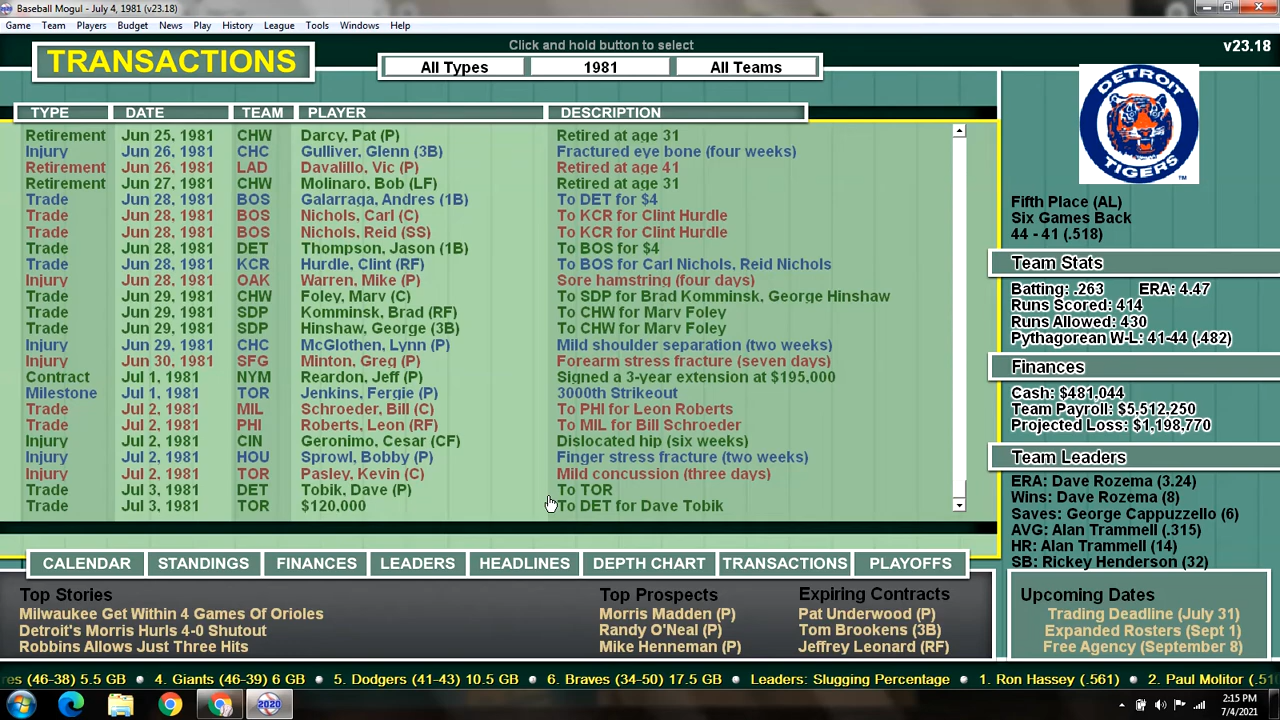 Baseball Mogul - July 4, 1981 (v23.18)
Game Team Players Budget News Play History League Tools Windows Help
TRANSACTIONS
Click and hold button to select
All Types 1981 All Teams
v23.18
TYPE DATE TEAM PLAYER DESCRIPTION
Retirement Jun 25, 1981 CHW Darcy, Pat (P) Retired at age 31
Injury Jun 26, 1981 CHC Gulliver, Glenn (3B) Fractured eye bone (four weeks)
Retirement Jun 26, 1981 LAD Davalillo, Vic (P) Retired at age 41
Retirement Jun 27, 1981 CHW Molinaro, Bob (LF) Retired at age 31
Trade Jun 28, 1981 BOS Galarraga, Andres (1B) To DET for $4
Trade Jun 28, 1981 BOS Nichols, Carl (C) To KCR for Clint Hurdle
Trade Jun 28, 1981 BOS Nichols, Reid (SS) To KCR for Clint Hurdle
Trade Jun 28, 1981 DET Thompson, Jason (1B) To BOS for $4
Trade Jun 28, 1981 KCR Hurdle, Clint (RF) To BOS for Carl Nichols, Reid Nichols
Injury Jun 28, 1981 OAK Warren, Mike (P) Sore hamstring (four days)
Trade Jun 29, 1981 CHW Foley, Marv (C) To SDP for Brad Komminsk, George Hinshaw
Trade Jun 29, 1981 SDP Komminsk, Brad (RF) To CHW for Marv Foley
Trade Jun 29, 1981 SDP Hinshaw, George (3B) To CHW for Marv Foley
Injury Jun 29, 1981 CHC McGlothen, Lynn (P) Mild shoulder separation (two weeks)
Injury Jun 30, 1981 SFG Minton, Greg (P) Forearm stress fracture (seven days)
Contract Jul 1, 1981 NYM Reardon, Jeff (P) Signed a 3-year extension at $195,000
Milestone Jul 1, 1981 TOR Jenkins, Fergie (P) 3000th Strikeout
Trade Jul 2, 1981 MIL Schroeder, Bill (C) To PHI for Leon Roberts
Trade Jul 2, 1981 PHI Roberts, Leon (RF) To MIL for Bill Schroeder
Injury Jul 2, 1981 CIN Geronimo, Cesar (CF) Dislocated hip (six weeks)
Injury Jul 2, 1981 HOU Sprowl, Bobby (P) Finger stress fracture (two weeks)
Injury Jul 2, 1981 TOR Pasley, Kevin (C) Mild concussion (three days)
Trade Jul 3, 1981 DET Tobik, Dave (P) To TOR
Trade Jul 3, 1981 TOR $120,000 To DET for Dave Tobik
DETROIT TIGERS
TM
Fifth Place (AL)
Six Games Back
44 - 41 (.518)
Team Stats
Batting: .263 ERA: 4.47
Runs Scored: 414
Runs Allowed: 430
Pythagorean W-L: 41-44 (.482)
Finances
Cash: $481,044
Team Payroll: $5,512,250
Projected Loss: $1,198,770
Team Leaders
ERA: Dave Rozema (3.24)
Wins: Dave Rozema (8)
Saves: George Cappuzzello (6)
AVG: Alan Trammell (.315)
HR: Alan Trammell (14)
SB: Rickey Henderson (32)
CALENDAR STANDINGS FINANCES LEADERS HEADLINES DEPTH CHART TRANSACTIONS PLAYOFFS
Top Stories
Milwaukee Get Within 4 Games Of Orioles
Detroit's Morris Hurls 4-0 Shutout
Robbins Allows Just Three Hits
Top Prospects
Morris Madden (P)
Randy O'Neal (P)
Mike Henneman (P)
Expiring Contracts
Pat Underwood (P)
Tom Brookens (3B)
Jeffrey Leonard (RF)
Upcoming Dates
Trading Deadline (July 31)
Expanded Rosters (Sept 1)
Free Agency (September 8)
res (46-38) 5.5 GB • 4. Giants (46-39) 6 GB • 5. Dodgers (41-43) 10.5 GB • 6. Braves (34-50) 17.5 GB • Leaders: Slugging Percentage • 1. Ron Hassey (.561) • 2. Paul Molitor (.51
2020
2:15 PM
7/4/2021